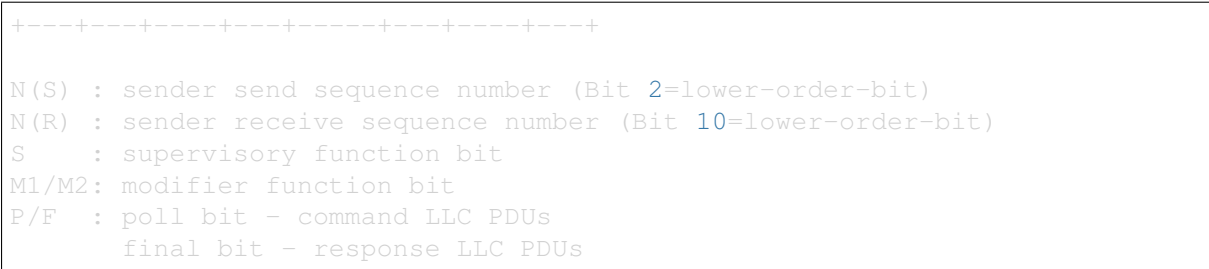 +---+---+----+---+-----+---+----+---+
N(S) : sender send sequence number (Bit 2=lower-order-bit)
N(R) : sender receive sequence number (Bit 10=lower-order-bit)
S    : supervisory function bit
M1/M2: modifier function bit
P/F  : poll bit - command LLC PDUs
       final bit - response LLC PDUs